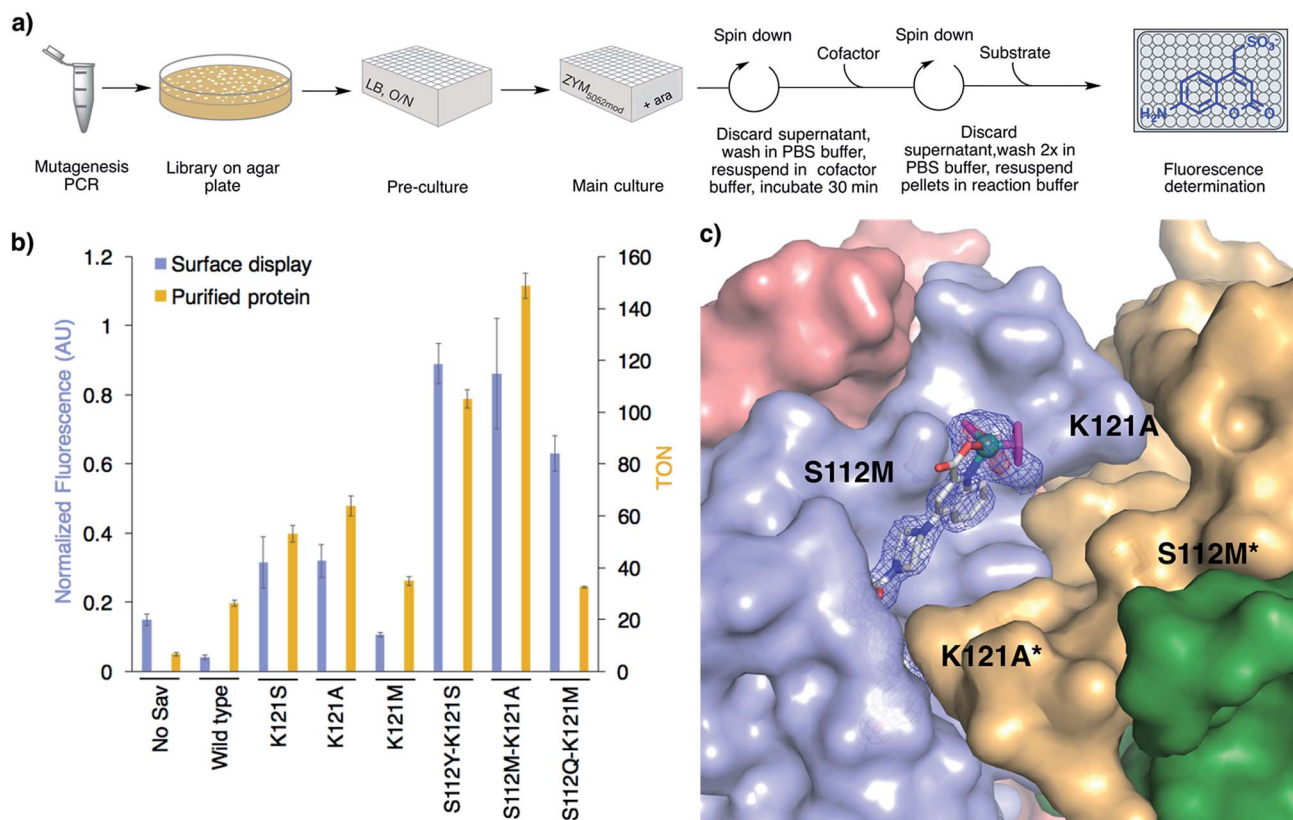 a)
Mutagenesis
PCR
Library on agar
plate
LB, O/N
Pre-culture
ZYM5052mod
+ ara
Main culture
Spin down
Discard supernatant,
wash in PBS buffer,
resuspend in cofactor
buffer, incubate 30 min
Cofactor
Spin down
Discard
supernatant,wash 2x in
PBS buffer, resuspend
pellets in reaction buffer
Substrate
SO3-
H2N
O
O
Fluorescence
determination
b)
Normalized Fluorescence (AU)
1.2
1
0.8
0.6
0.4
0.2
0
Surface display
Purified protein
160
140
120
100
80
60
40
20
0
TON
No Sav
Wild type
K121S
K121A
K121M
S112Y-K121S
S112M-K121A
S112Q-K121M
c)
K121A
S112M
S112M*
K121A*